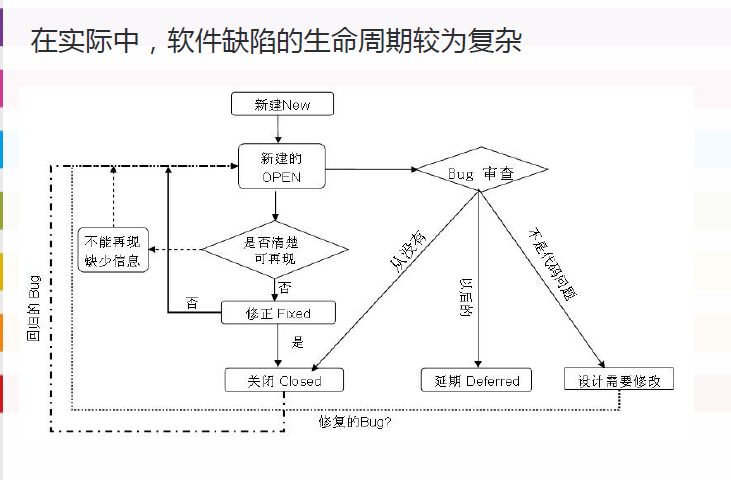 在实际中，软件缺陷的生命周期较为复杂
新建New
新建的
OPEN
Bug 审查
是否清楚
可再现
不能再现
缺少信息
否
否
修正 Fixed
是
关闭 Closed
从没有
以后的
不是代码问题
延期 Deferred
设计需要修改
回归的 Bug
修复的Bug?